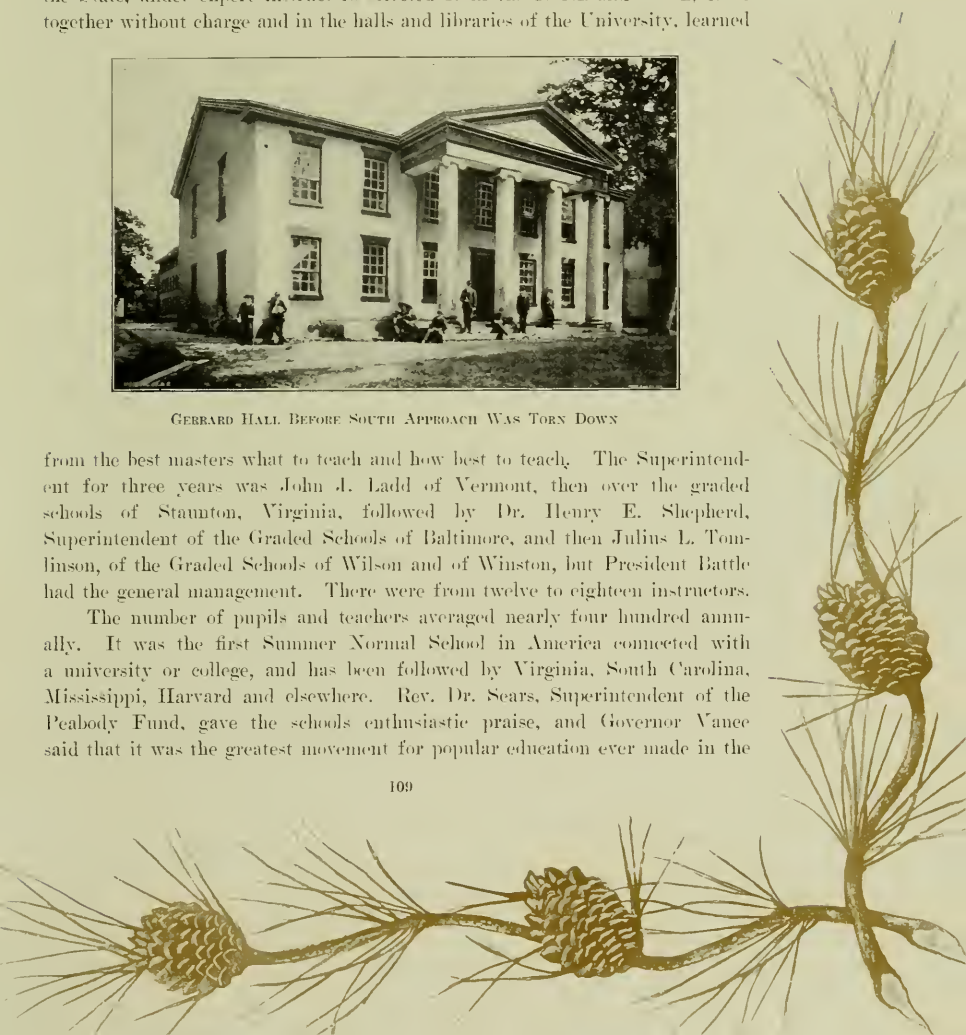 together without charge and in the halls and libraries of the University, learned
GERRARD HALL BEFORE SOUTH APPROACH WAS TORN DOWN
from the best masters what to teach and how best to teach. The Superintend-
ent for three years was John J. Ladd of Vermont, then over the graded
schools of Staunton, Virginia, followed by Dr. Henry E. Shepherd,
Superintendent of the Graded Schools of Baltimore, and then Julius L. Tom-
linson, of the Graded Schools of Wilson and of Winston, but President Battle
had the general management. There were from twelve to eighteen instructors.
The number of pupils and teachers averaged nearly four hundred annu-
ally. It was the first Summer Normal School in America connected with
a university or college, and has been followed by Virginia, South Carolina,
Mississippi, Harvard and elsewhere. Rev. Dr. Sears, Superintendent of the
Peabody Fund, gave the schools enthusiastic praise, and Governor Vance
said that it was the greatest movement for popular education ever made in the
109